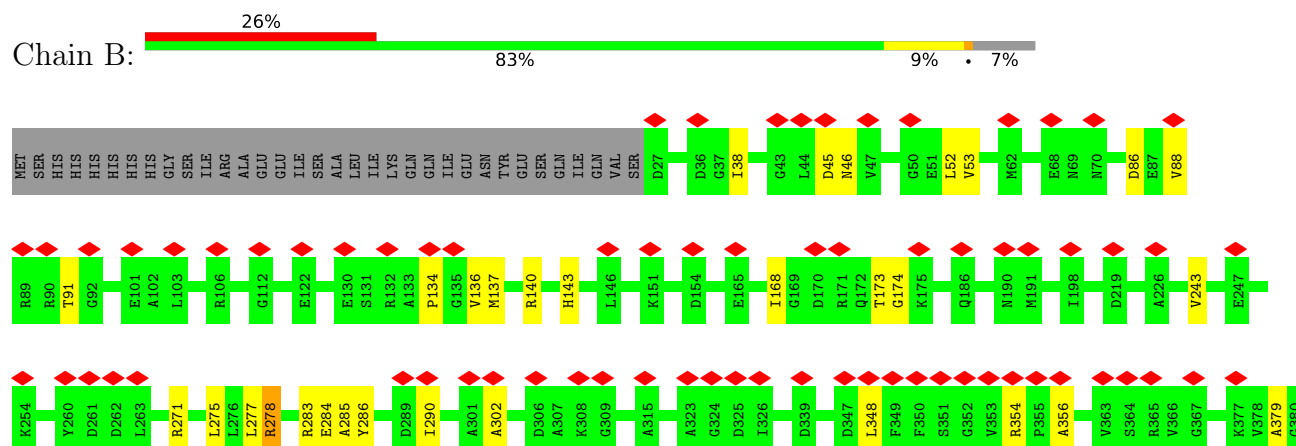 26%
Chain B:
83% 9% • 7%
MET SER HIS HIS HIS HIS HIS HIS GLY SER ILE ARG ALA GLU GLU ILE SER ALA LEU ILE LYS GLN GLN ILE GLU ASN TYR GLU SER GLN ILE GLN VAL SER D27 D36 G37 I38 G43 L44 D45 N46 V47 G50 E51 L52 V53 M62 E68 N69 N70 D86 E87 V88
R89 R90 T91 G92 E101 A102 L103 R106 G112 E122 E130 S131 R132 A133 P134 G135 V136 M137 R140 H143 L146 K151 D154 E165 I168 G169 D170 R171 Q172 T173 G174 K175 Q186 N190 M191 I198 D219 A226 V243 E247
K254 Y260 D261 D262 L263 R271 L275 L276 L277 R278 R283 E284 A285 Y286 D289 I290 A301 A302 D306 A307 K308 G309 A315 A323 G324 D325 I326 D339 D347 L348 F349 F350 S351 G352 V353 R354 P355 A356 V363 S364 R365 V366 G367 K377 V378 A379 G380